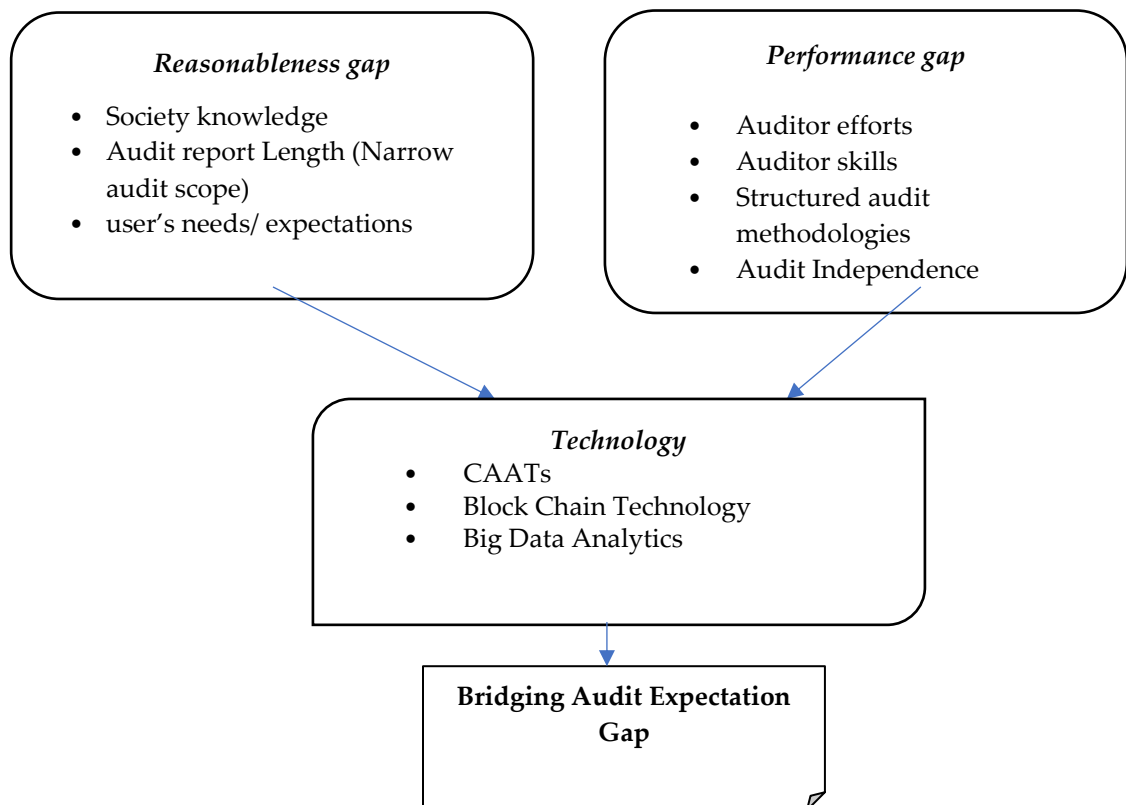 Reasonableness gap
• Society knowledge
• Audit report Length (Narrow
audit scope)
• user’s needs/ expectations
Performance gap
• Auditor efforts
• Auditor skills
• Structured audit
methodologies
• Audit Independence
Technology
• CAATs
• Block Chain Technology
• Big Data Analytics
Bridging Audit Expectation
Gap